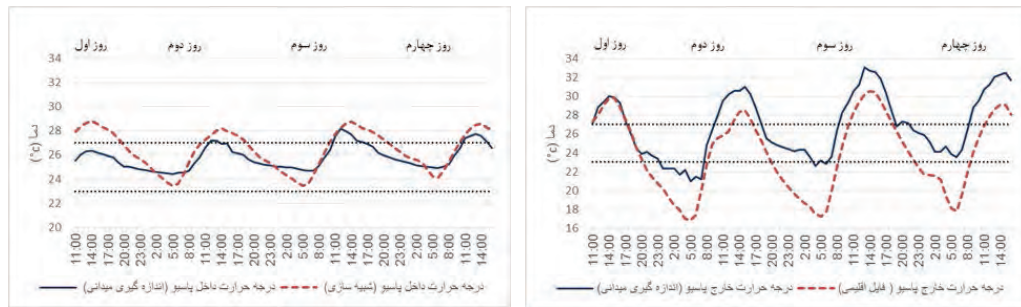 روز اول روز دوم روز سوم روز چهارم
34
32
30
28
26
24
22
20
دما (°c)
11:00 14:00 17:00 20:00 23:00 2:00 5:00 8:00 11:00 14:00 17:00 20:00 23:00 2:00 5:00 8:00 11:00 14:00 17:00 20:00 23:00 2:00 5:00 8:00 11:00 14:00
درجه حرارت داخل پاسیو (اندازه گیری میدانی) درجه حرارت داخل پاسیو (شبیه سازی)
روز اول روز دوم روز سوم روز چهارم
34
32
30
28
26
24
22
20
18
16
دما (°c)
11:00 14:00 17:00 20:00 23:00 2:00 5:00 8:00 11:00 14:00 17:00 20:00 23:00 2:00 5:00 8:00 11:00 14:00 17:00 20:00 23:00 2:00 5:00 8:00 11:00 14:00
درجه حرارت خارج پاسیو (اندازه گیری میدانی) درجه حرارت خارج پاسیو ( فایل اقلیمی)